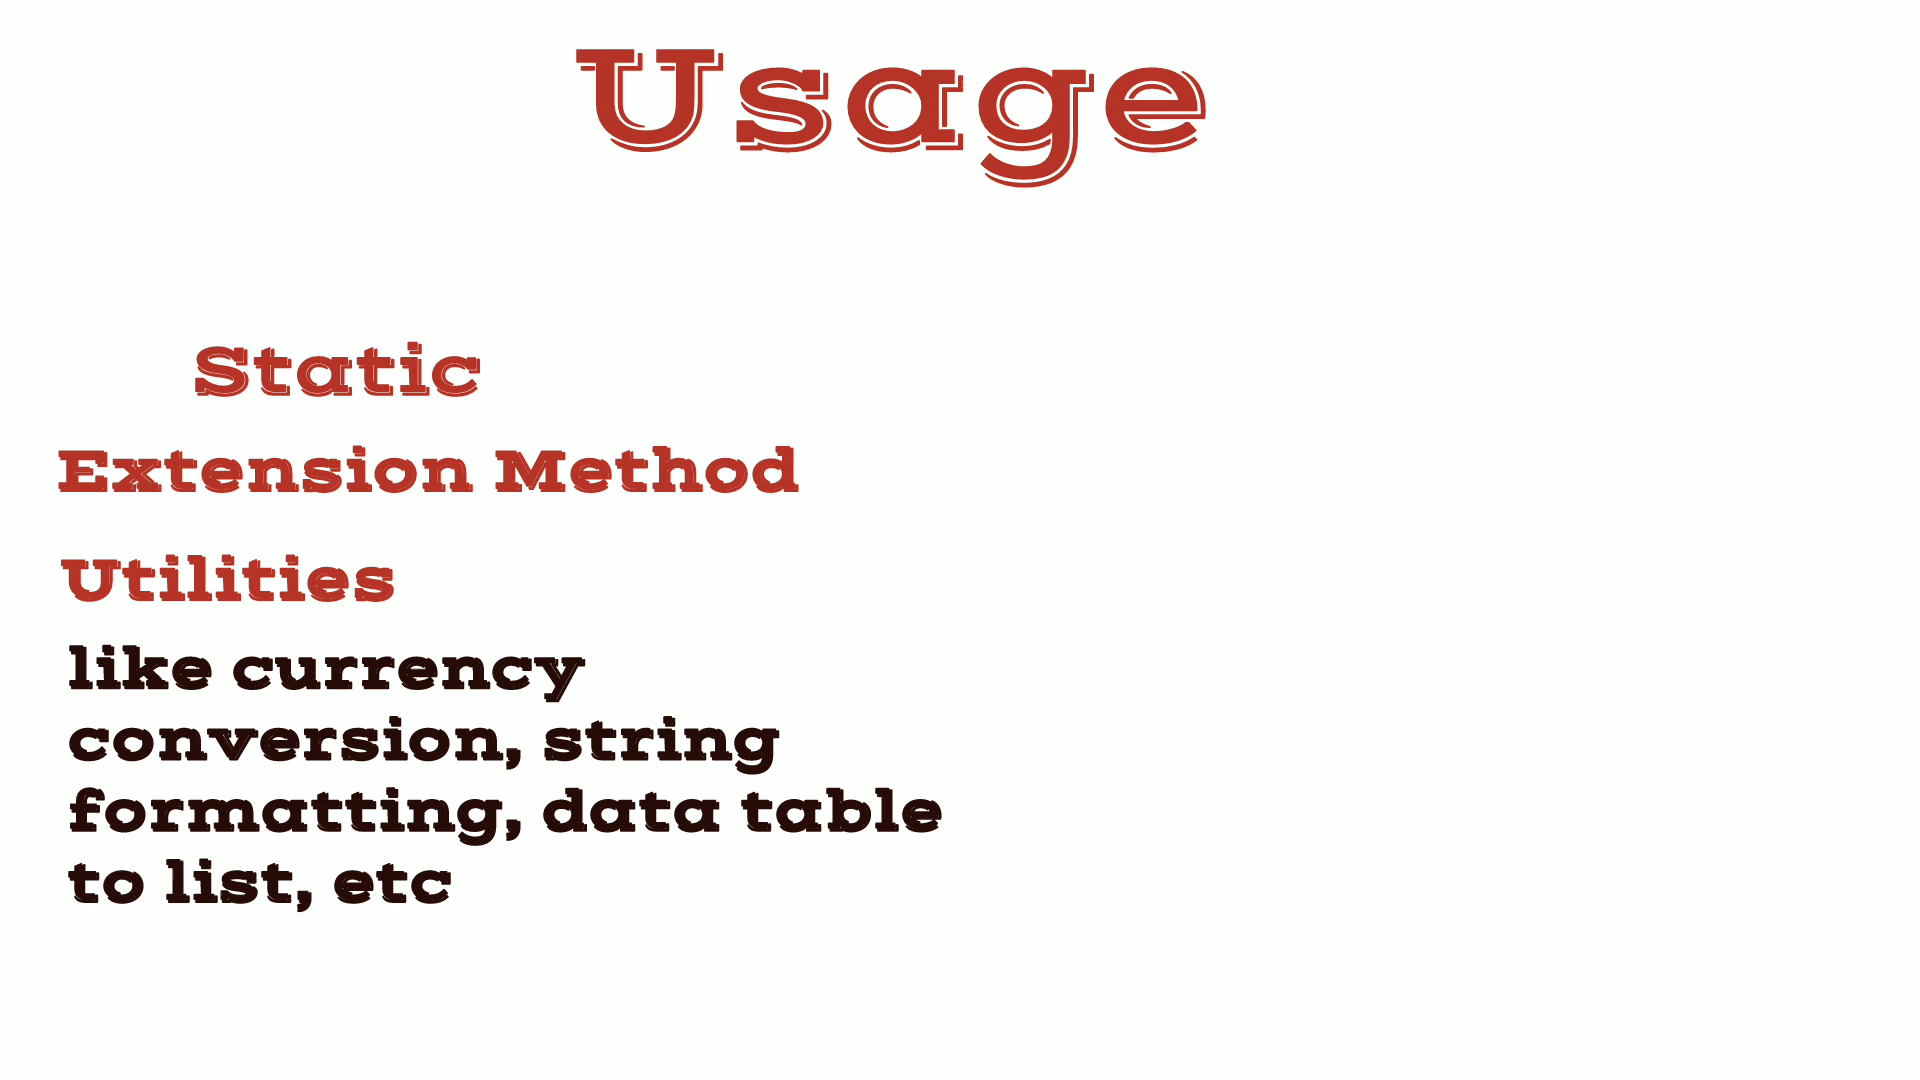 Usage
Static
Extension Method
Utilities
like currency
conversion, string
formatting, data table
to list, etc